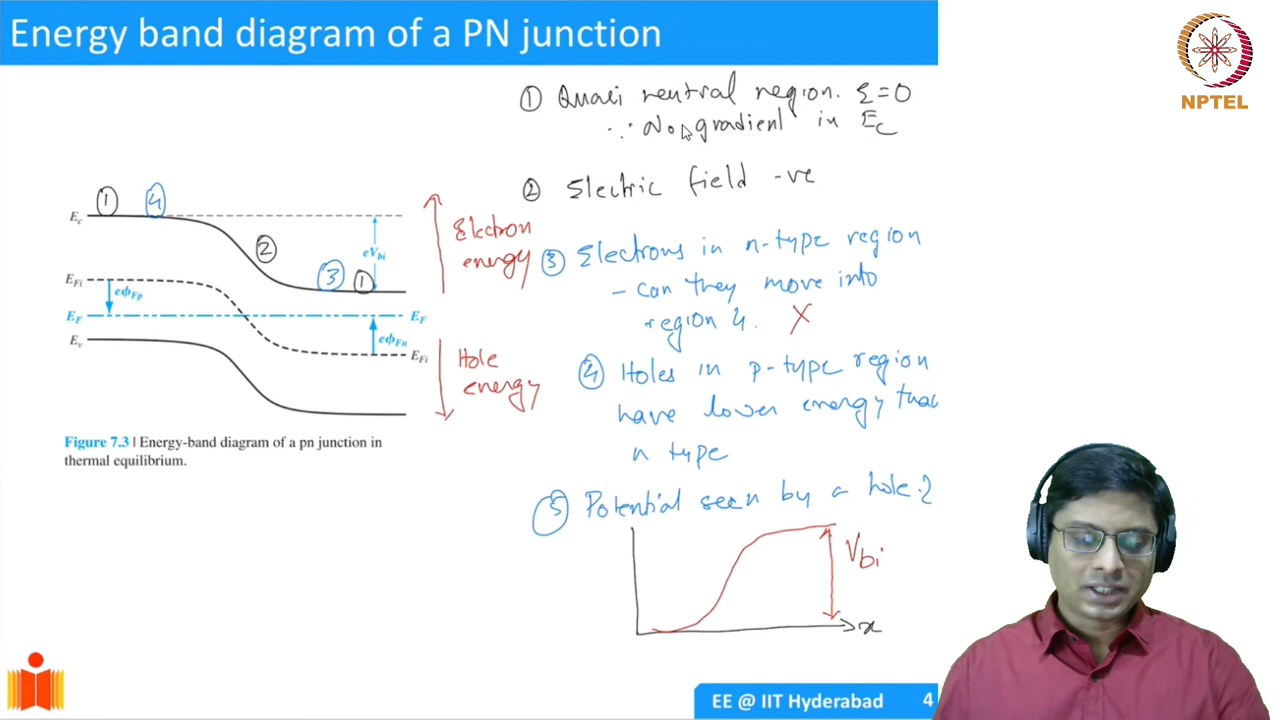 Energy band diagram of a PN junction
NPTEL
① Quasi neutral region. ℰ=0
∵ No gradient in Ec
② Electric field -ve
③ Electrons in n-type region
- can they move into
region 4. X
④ Holes in p-type region
have lower energy than
n type
⑤ Potential seen by a hole?
Vbi
x
① ④
Ec
②
eVbi
③ ①
EFi
eϕFp
EF EF
eϕFn
Ev
EFi
Electron
energy
Hole
energy
Figure 7.3 | Energy-band diagram of a pn junction in
thermal equilibrium.
EE @ IIT Hyderabad 4